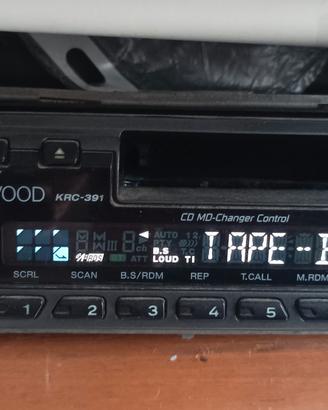 WOOD KRC-391
CD MD-Changer Control
AUTO
PTY
B.S
LOUD TI TAPE-
ATT
SCRL SCAN B.S/RDM REP T.CALL M.RDM
1 2 3 4 5